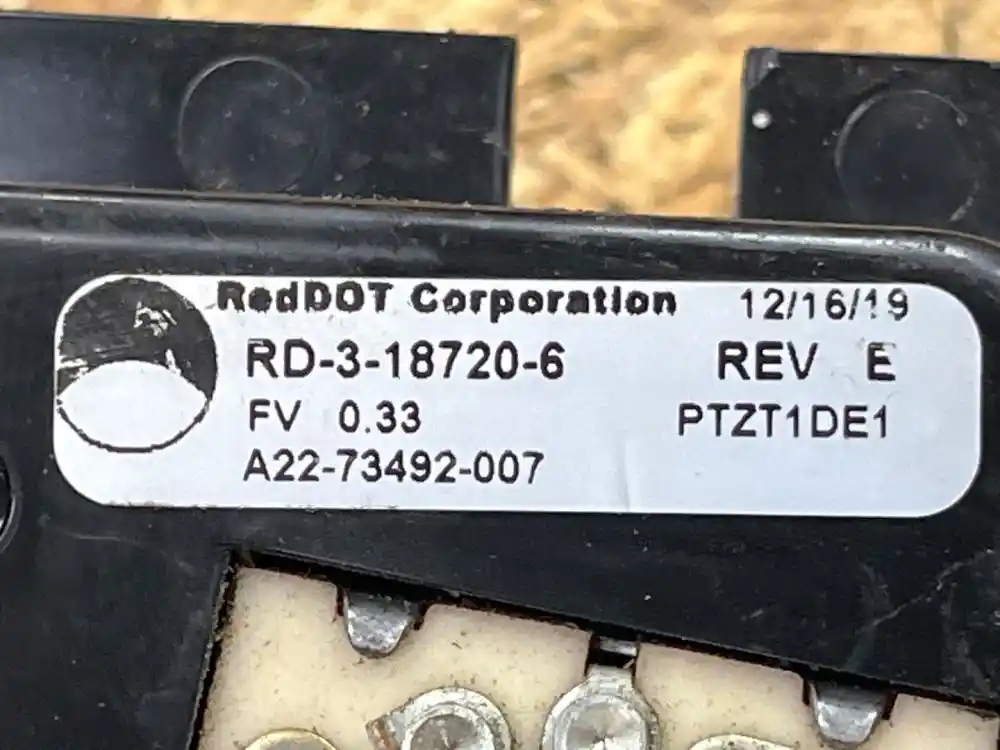 RedDOT Corporation 12/16/19
RD-3-18720-6 REV E
FV 0.33 PTZT1DE1
A22-73492-007